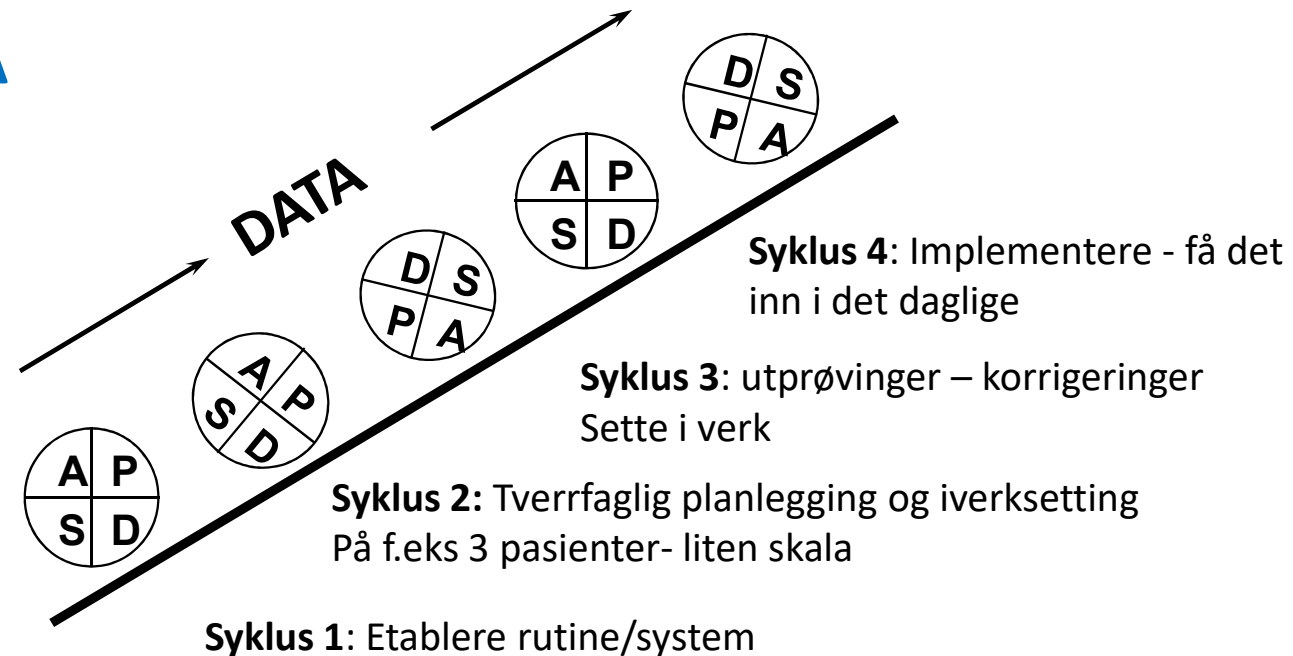 DATA
D S
P A
A P
S D
D S
P A
A P
S D
A P
S D
Syklus 4: Implementere - få det
inn i det daglige
Syklus 3: utprøvinger – korrigeringer
Sette i verk
Syklus 2: Tverrfaglig planlegging og iverksetting
På f.eks 3 pasienter- liten skala
Syklus 1: Etablere rutine/system